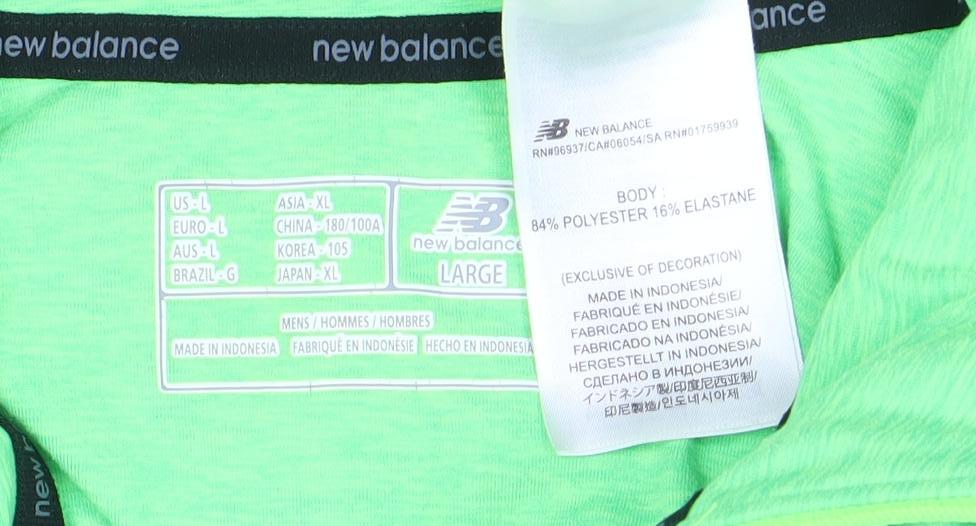 new balance
new balance
ance
NB NEW BALANCE
RN#96937/CA#06054/SA RN#01759939
BODY :
84% POLYESTER 16% ELASTANE
(EXCLUSIVE OF DECORATION)
MADE IN INDONESIA/
FABRIQUÉ EN INDONÉSIE/
FABRICADO EN INDONESIA/
FABRICADO NA INDONÉSIA/
HERGESTELLT IN INDONESIA/
СДЕЛАНО В ИНДОНЕЗИИ/
インドネシア製/印度尼西亚制/
印尼製造/인도네시아제
US - L ASIA - XL
EURO - L CHINA - 180/100A
AUS - L KOREA - 105
BRAZIL - G JAPAN - XL
NB
new balance
LARGE
MENS / HOMMES / HOMBRES
MADE IN INDONESIA FABRIQUÉ EN INDONÉSIE HECHO EN INDONESIA
new